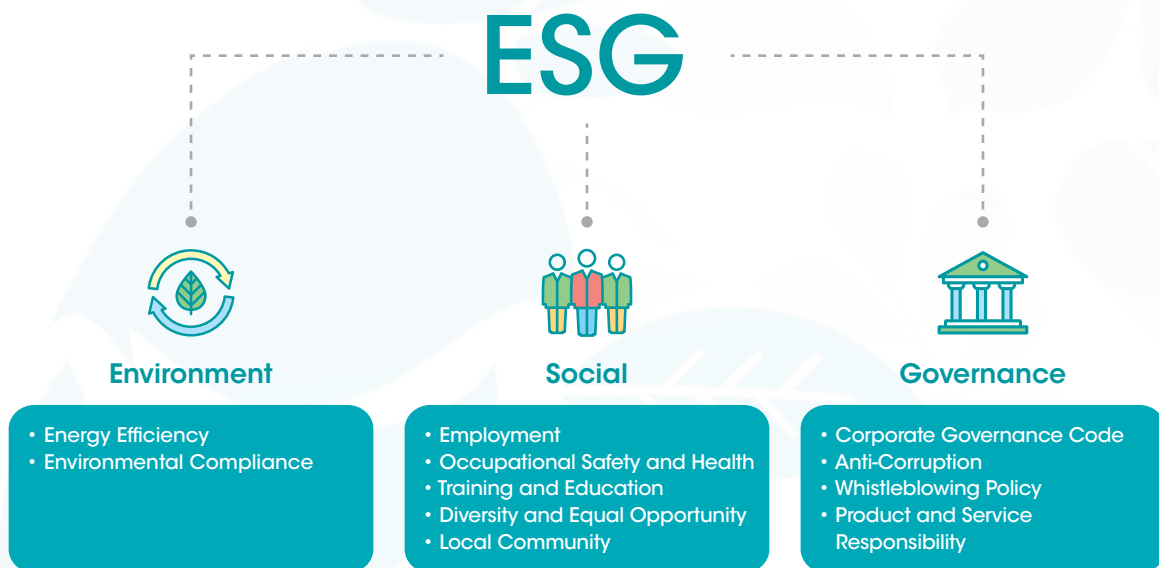 ESG
Environment
• Energy Efficiency
• Environmental Compliance
Social
• Employment
• Occupational Safety and Health
• Training and Education
• Diversity and Equal Opportunity
• Local Community
Governance
• Corporate Governance Code
• Anti-Corruption
• Whistleblowing Policy
• Product and Service
Responsibility